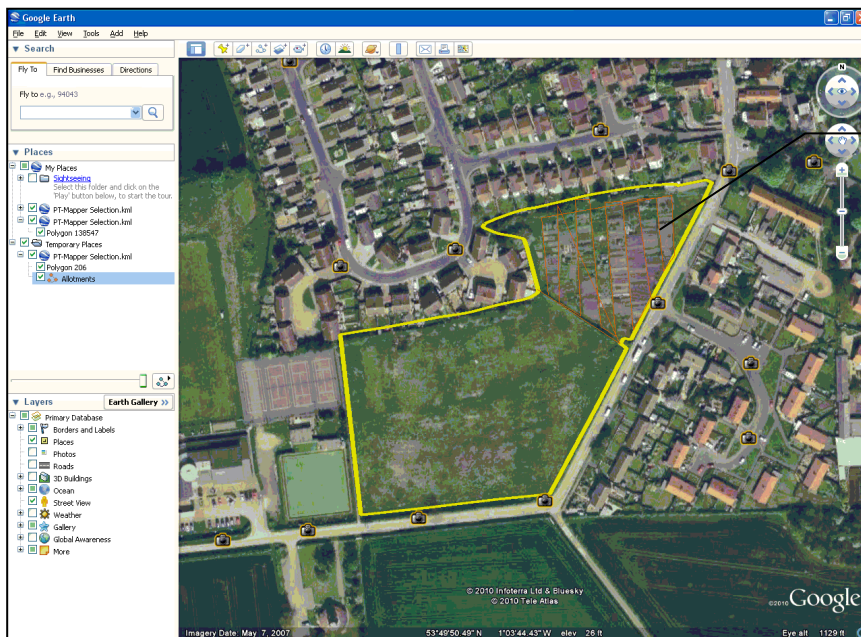 Google Earth
File Edit View Tools Add Help
Search
Fly To Find Businesses Directions
Fly to e.g., 94043
Places
My Places
Sightseeing
Select this folder and click on the
'Play' button below, to start the tour.
PT-Mapper Selection.kml
PT-Mapper Selection.kml
Polygon 138547
Temporary Places
PT-Mapper Selection.kml
Polygon 206
Allotments
Layers
Earth Gallery >>
Primary Database
Borders and Labels
Places
Photos
Roads
3D Buildings
Ocean
Street View
Weather
Gallery
Global Awareness
More
N
© 2010 Infoterra Ltd & Bluesky
© 2010 Tele Atlas
©2010 Google
Imagery Date: May 7, 2007 53°49'50.49" N 1°03'44.43" W elev 26 ft Eye alt 1129 ft